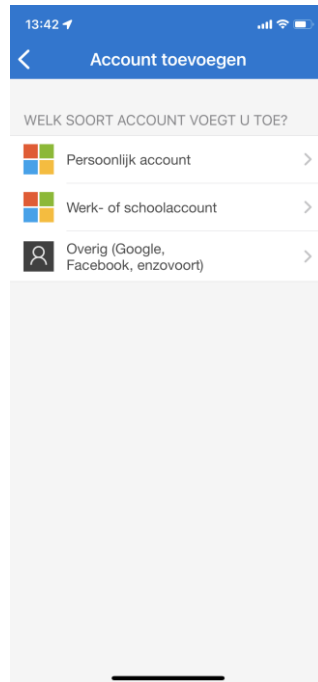 13:42
Account toevoegen
WELK SOORT ACCOUNT VOEGT U TOE?
Persoonlijk account
Werk- of schoolaccount
Overig (Google,
Facebook, enzovoort)